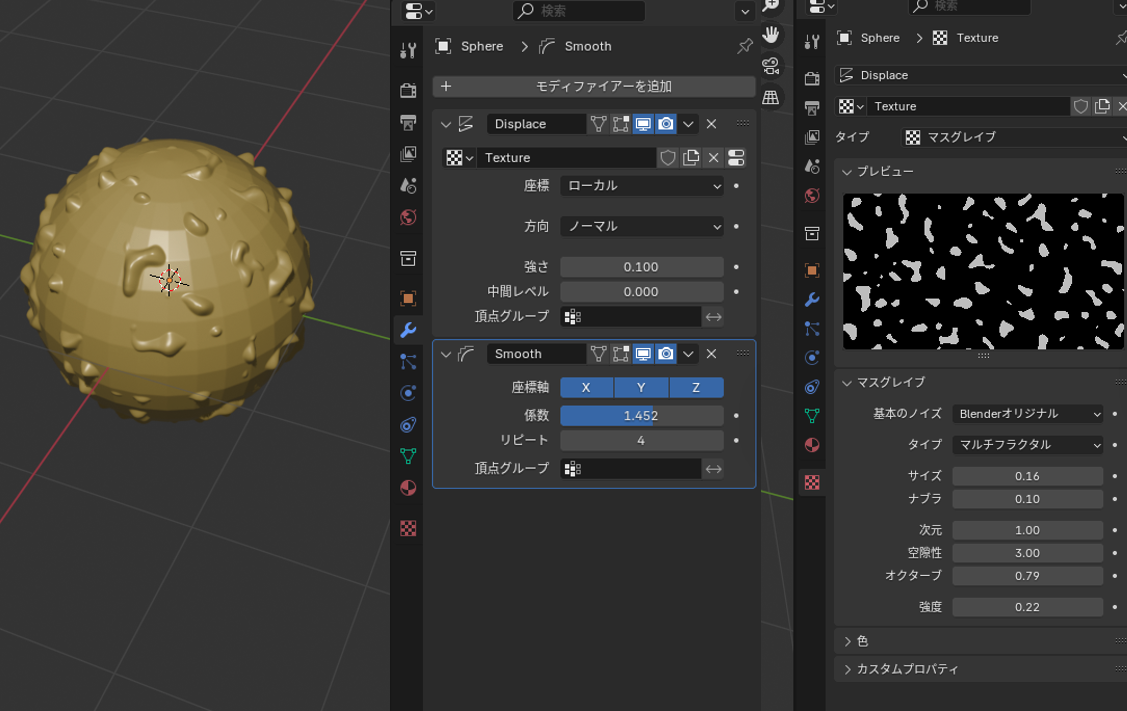 検索
Sphere > Smooth
+ モディファイアーを追加
Displace
Texture
座標 ローカル
方向 ノーマル
強さ 0.100
中間レベル 0.000
頂点グループ
Smooth
座標軸 X Y Z
係数 1.452
リピート 4
頂点グループ
検索
Sphere > Texture
Displace
Texture
タイプ マスグレイブ
プレビュー
マスグレイブ
基本のノイズ Blenderオリジナル
タイプ マルチフラクタル
サイズ 0.16
ナブラ 0.10
次元 1.00
空隙性 3.00
オクターブ 0.79
強度 0.22
色
カスタムプロパティ